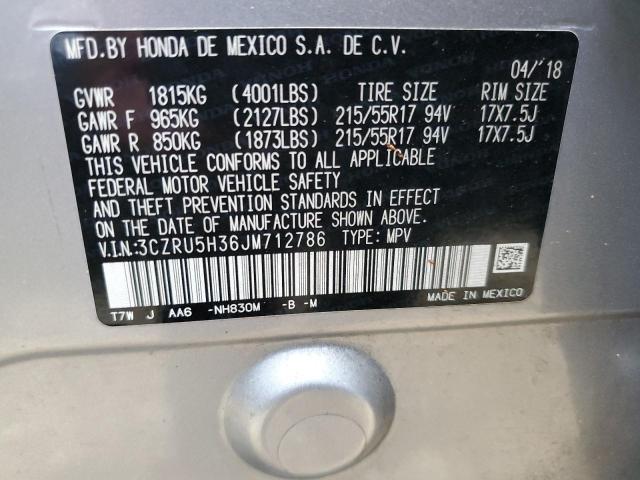 MFD.BY HONDA DE MEXICO S.A. DE C.V.
04/'18
GVWR 1815KG (4001LBS) TIRE SIZE RIM SIZE
GAWR F 965KG (2127LBS) 215/55R17 94V 17X7.5J
GAWR R 850KG (1873LBS) 215/55R17 94V 17X7.5J
THIS VEHICLE CONFORMS TO ALL APPLICABLE
FEDERAL MOTOR VEHICLE SAFETY
AND THEFT PREVENTION STANDARDS IN EFFECT
ON THE DATE OF MANUFACTURE SHOWN ABOVE.
V.I.N.:3CZRU5H36JM712786 TYPE: MPV
MADE IN MEXICO
T7W J AA6 -NH830M -B -M